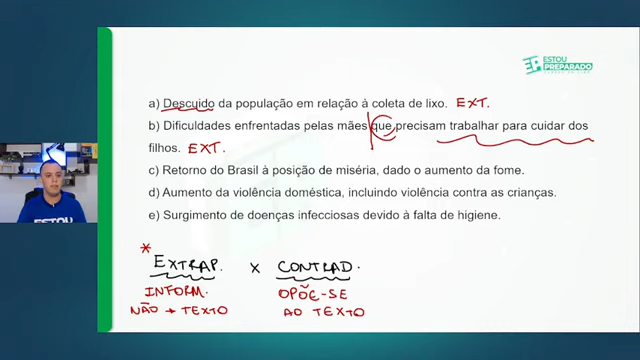 ESTOU
PREPARADO
a) Descuido da população em relação à coleta de lixo. EXT.
b) Dificuldades enfrentadas pelas mães que precisam trabalhar para cuidar dos
filhos. EXT.
c) Retorno do Brasil à posição de miséria, dado o aumento da fome.
d) Aumento da violência doméstica, incluindo violência contra as crianças.
e) Surgimento de doenças infecciosas devido à falta de higiene.
* EXTRAP. x CONTRAD.
INFORM. OPÕE-SE
NÃO → TEXTO AO TEXTO
ESTOU